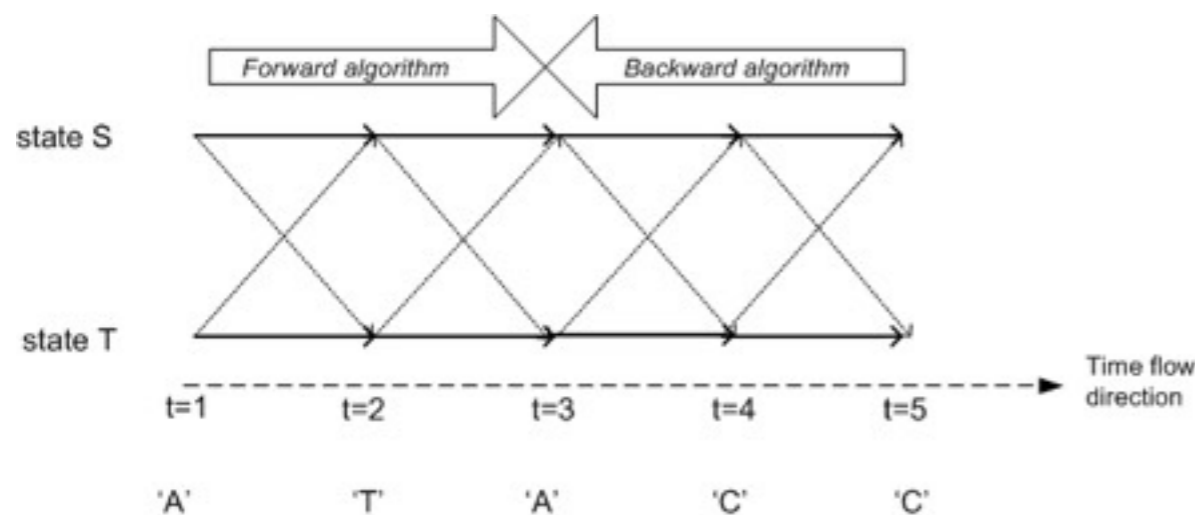 Forward algorithm Backward algorithm
state S
state T
Time flow
direction
t=1 t=2 t=3 t=4 t=5
‘A’ ‘T’ ‘A’ ‘C’ ‘C’